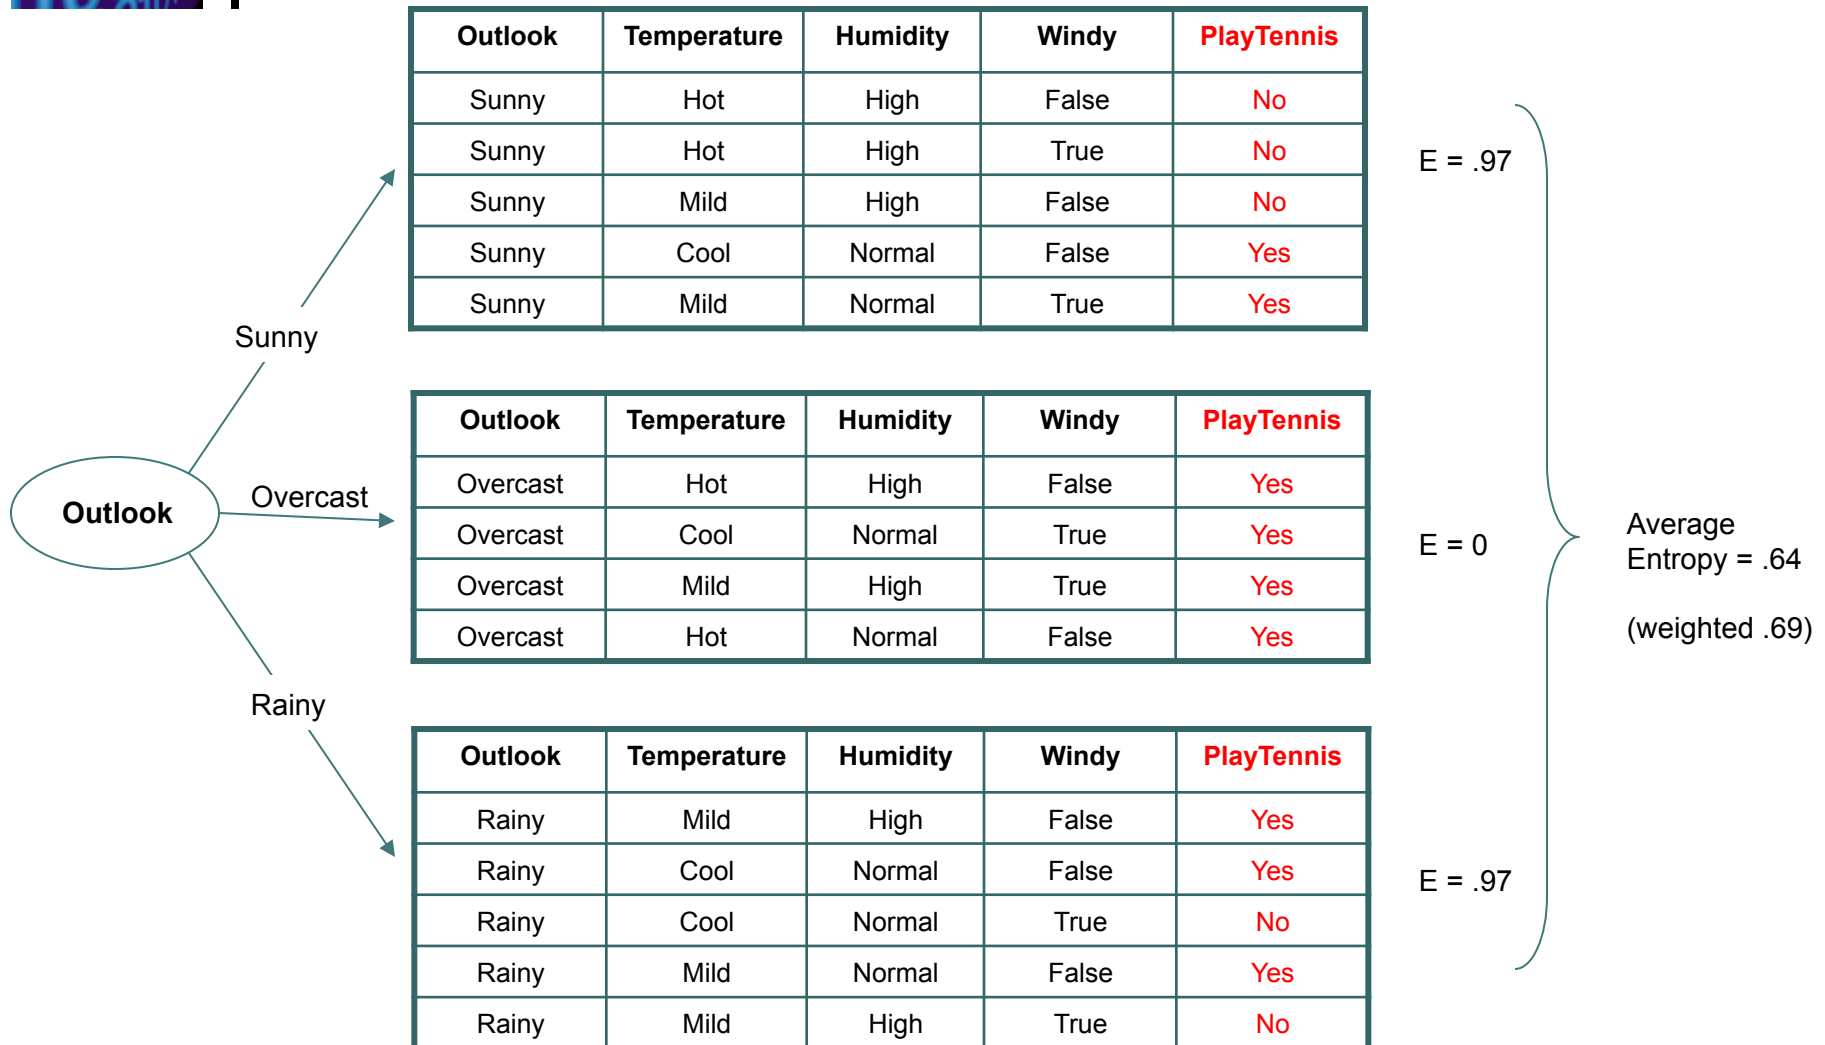 Outlook Temperature Humidity Windy PlayTennis
Sunny Hot High False No
Sunny Hot High True No
Sunny Mild High False No
Sunny Cool Normal False Yes
Sunny Mild Normal True Yes
E = .97
Sunny
Outlook Temperature Humidity Windy PlayTennis
Overcast Hot High False Yes
Overcast Cool Normal True Yes
Overcast Mild High True Yes
Overcast Hot Normal False Yes
Outlook
Overcast
E = 0
Average
Entropy = .64
(weighted .69)
Rainy
Outlook Temperature Humidity Windy PlayTennis
Rainy Mild High False Yes
Rainy Cool Normal False Yes
Rainy Cool Normal True No
Rainy Mild Normal False Yes
Rainy Mild High True No
E = .97